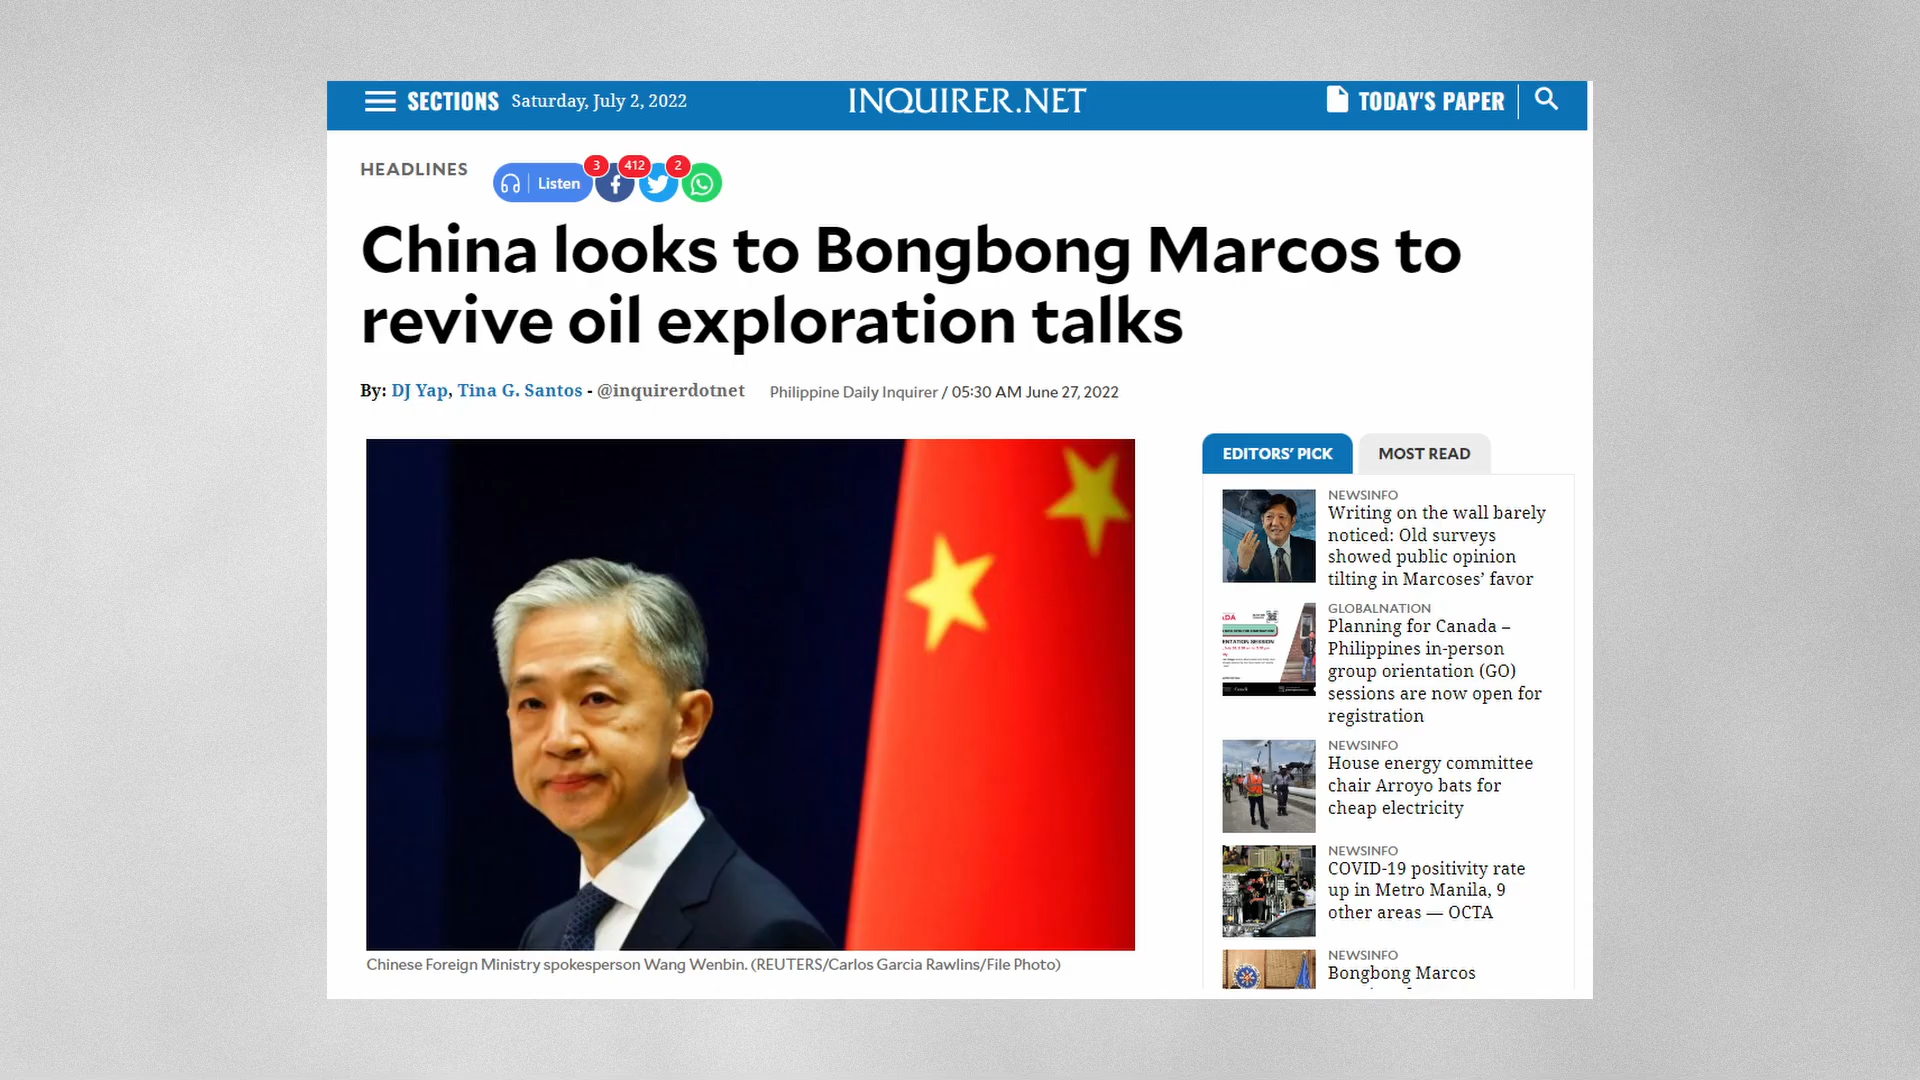 SECTIONS Saturday, July 2, 2022 INQUIRER.NET TODAY'S PAPER
HEADLINES
Listen 3 412 2
China looks to Bongbong Marcos to
revive oil exploration talks
By: DJ Yap, Tina G. Santos - @inquirerdotnet Philippine Daily Inquirer / 05:30 AM June 27, 2022
Chinese Foreign Ministry spokesperson Wang Wenbin. (REUTERS/Carlos Garcia Rawlins/File Photo)
EDITORS' PICK MOST READ
NEWSINFO
Writing on the wall barely
noticed: Old surveys
showed public opinion
tilting in Marcoses’ favor
GLOBALNATION
Planning for Canada –
Philippines in-person
group orientation (GO)
sessions are now open for
registration
NEWSINFO
House energy committee
chair Arroyo bats for
cheap electricity
NEWSINFO
COVID-19 positivity rate
up in Metro Manila, 9
other areas — OCTA
NEWSINFO
Bongbong Marcos